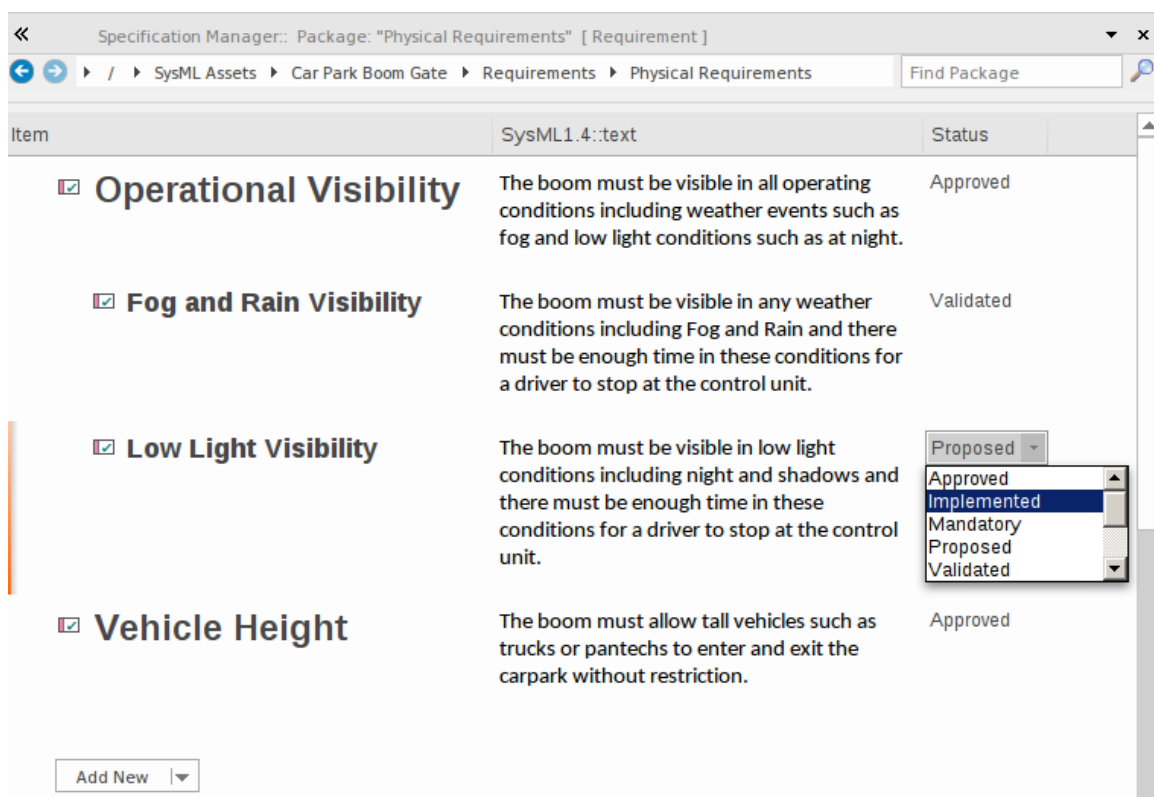 Specification Manager:: Package: "Physical Requirements" [ Requirement ]
/ SysML Assets Car Park Boom Gate Requirements Physical Requirements Find Package
Item SysML1.4::text Status
Operational Visibility
The boom must be visible in all operating
conditions including weather events such as
fog and low light conditions such as at night.
Approved
Fog and Rain Visibility
The boom must be visible in any weather
conditions including Fog and Rain and there
must be enough time in these conditions for
a driver to stop at the control unit.
Validated
Low Light Visibility
The boom must be visible in low light
conditions including night and shadows and
there must be enough time in these
conditions for a driver to stop at the control
unit.
Proposed
Approved
Implemented
Mandatory
Proposed
Validated
Vehicle Height
The boom must allow tall vehicles such as
trucks or pantechs to enter and exit the
carpark without restriction.
Approved
Add New